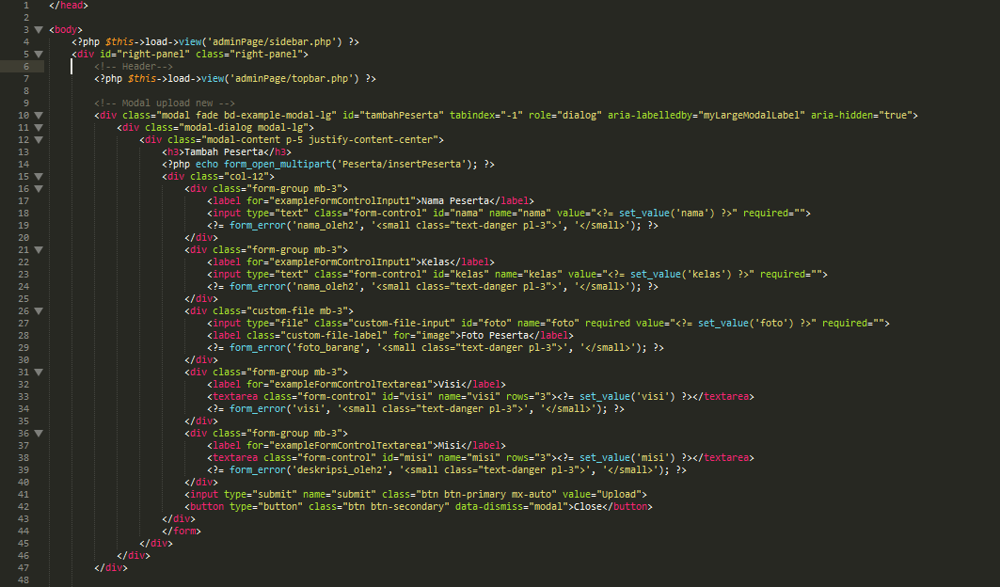 1 </head>
2
3 <body>
4 <?php $this->load->view('adminPage/sidebar.php') ?>
5 <div id="right-panel" class="right-panel">
6 <!-- Header-->
7 <?php $this->load->view('adminPage/topbar.php') ?>
8
9 <!-- Modal upload new -->
10 <div class="modal fade bd-example-modal-lg" id="tambahPeserta" tabindex="-1" role="dialog" aria-labelledby="myLargeModalLabel" aria-hidden="true">
11 <div class="modal-dialog modal-lg">
12 <div class="modal-content p-5 justify-content-center">
13 <h3>Tambah Peserta</h3>
14 <?php echo form_open_multipart('Peserta/insertPeserta'); ?>
15 <div class="col-12">
16 <div class="form-group mb-3">
17 <label for="exampleFormControlInput1">Nama Peserta</label>
18 <input type="text" class="form-control" id="nama" name="nama" value="<?= set_value('nama') ?>" required="">
19 <?= form_error('nama_oleh2', '<small class="text-danger pl-3">', '</small>'); ?>
20 </div>
21 <div class="form-group mb-3">
22 <label for="exampleFormControlInput1">Kelas</label>
23 <input type="text" class="form-control" id="kelas" name="kelas" value="<?= set_value('kelas') ?>" required="">
24 <?= form_error('nama_oleh2', '<small class="text-danger pl-3">', '</small>'); ?>
25 </div>
26 <div class="custom-file mb-3">
27 <input type="file" class="custom-file-input" id="foto" name="foto" required value="<?= set_value('foto') ?>" required="">
28 <label class="custom-file-label" for="image">Foto Peserta</label>
29 <?= form_error('foto_barang', '<small class="text-danger pl-3">', '</small>'); ?>
30 </div>
31 <div class="form-group mb-3">
32 <label for="exampleFormControlTextarea1">Visi</label>
33 <textarea class="form-control" id="visi" name="visi" rows="3"><?= set_value('visi') ?></textarea>
34 <?= form_error('visi', '<small class="text-danger pl-3">', '</small>'); ?>
35 </div>
36 <div class="form-group mb-3">
37 <label for="exampleFormControlTextarea1">Misi</label>
38 <textarea class="form-control" id="misi" name="misi" rows="3"><?= set_value('misi') ?></textarea>
39 <?= form_error('deskripsi_oleh2', '<small class="text-danger pl-3">', '</small>'); ?>
40 </div>
41 <input type="submit" name="submit" class="btn btn-primary mx-auto" value="Upload">
42 <button type="button" class="btn btn-secondary" data-dismiss="modal">Close</button>
43 </div>
44 </form>
45 </div>
46 </div>
47 </div>
48